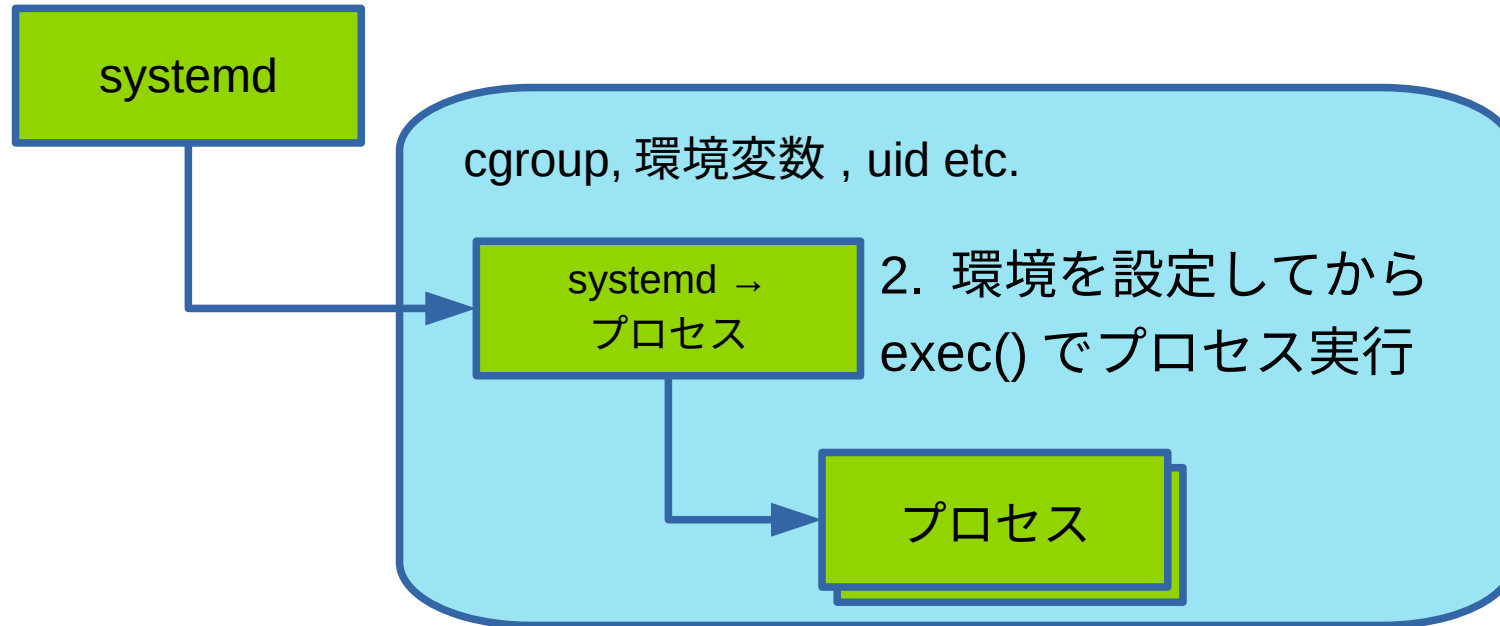 systemd
cgroup, 環境変数 , uid etc.
systemd →
プロセス
2. 環境を設定してから
exec() でプロセス実行
プロセス